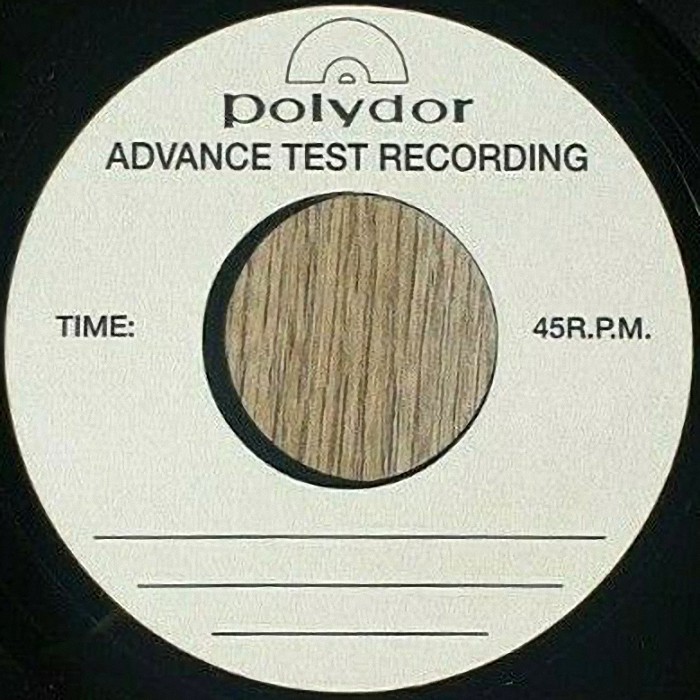 polydor
ADVANCE TEST RECORDING
TIME:
45R.P.M.